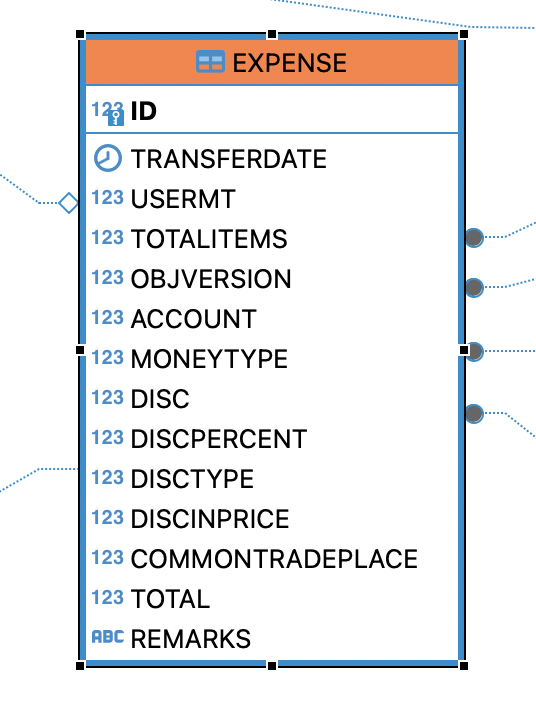 EXPENSE
123 ID
TRANSFERDATE
123 USERMT
123 TOTALITEMS
123 OBJVERSION
123 ACCOUNT
123 MONEYTYPE
123 DISC
123 DISCPERCENT
123 DISCTYPE
123 DISCINPRICE
123 COMMONTRADEPLACE
123 TOTAL
ABC REMARKS